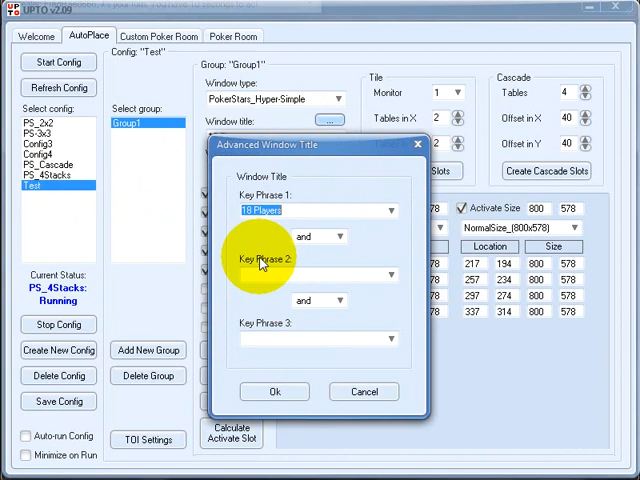 UPTO v2.09
Welcome
AutoPlace
Custom Poker Room
Poker Room
Config: "Test"
Start Config
Refresh Config
Select config:
PS_2x2
PS-3x3
Config3
Config4
PS_Cascade
PS_4Stacks
Test
Current Status:
PS_4Stacks:
Running
Stop Config
Create New Config
Delete Config
Save Config
Auto-run Config
Minimize on Run
Select group:
Group1
Add New Group
Delete Group
TOI Settings
Group: "Group1"
Window type:
PokerStars_Hyper-Simple
Window title:
...
Tile
Monitor 1
Tables in X 2
Tables in Y 2
Slots
Cascade
Tables 4
Offset in X 40
Offset in Y 40
Create Cascade Slots
Activate Size 800 578
NormalSize_(800x578)
Location Size
217 194 800 578
257 234 800 578
297 274 800 578
337 314 800 578
Calculate
Activate Slot
Advanced Window Title
Window Title
Key Phrase 1:
18 Players
and
Key Phrase 2:
and
Key Phrase 3:
Ok
Cancel